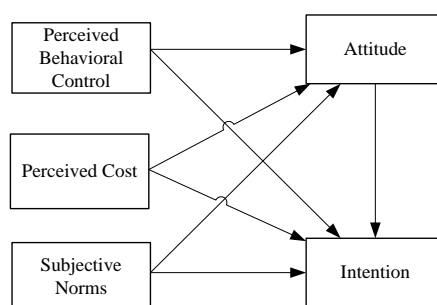 Perceived
Behavioral
Control
Attitude
Perceived Cost
Subjective
Norms
Intention